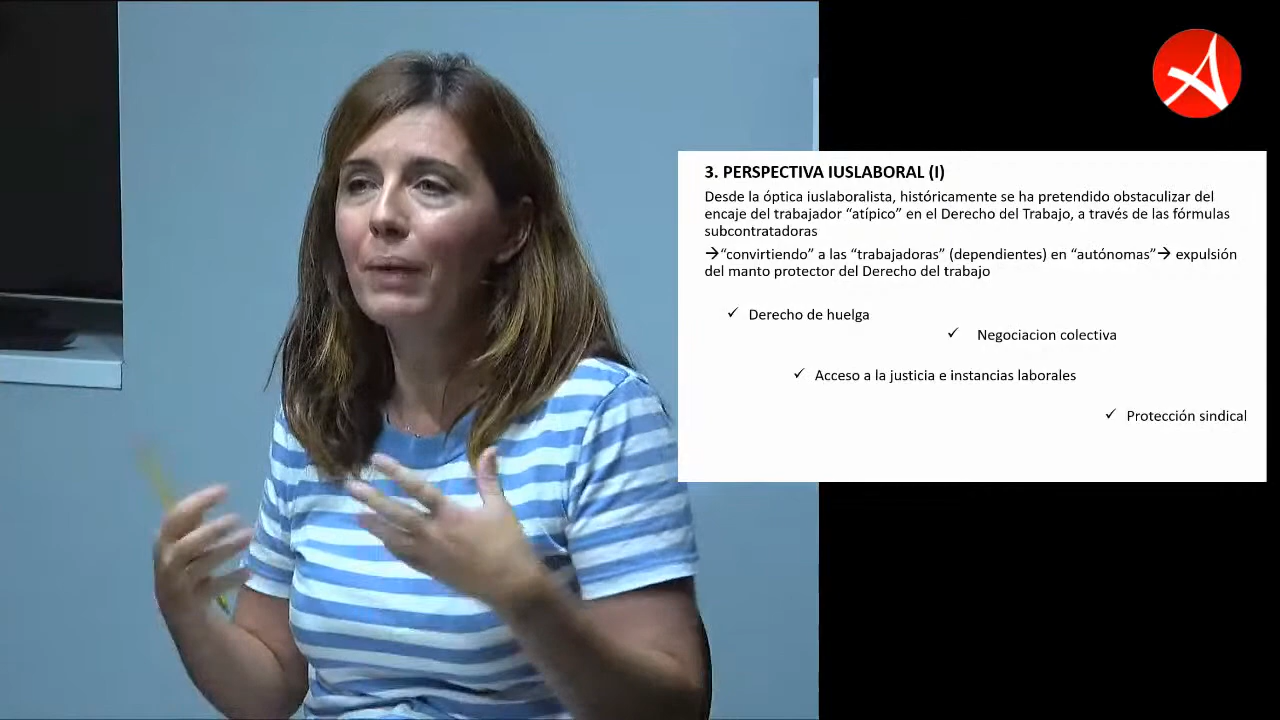 3. PERSPECTIVA IUSLABORAL (I)
Desde la óptica iuslaboralista, históricamente se ha pretendido obstaculizar del
encaje del trabajador “atípico” en el Derecho del Trabajo, a través de las fórmulas
subcontratadoras
→“convirtiendo” a las “trabajadoras” (dependientes) en “autónomas”→ expulsión
del manto protector del Derecho del trabajo
✓ Derecho de huelga
✓ Negociacion colectiva
✓ Acceso a la justicia e instancias laborales
✓ Protección sindical